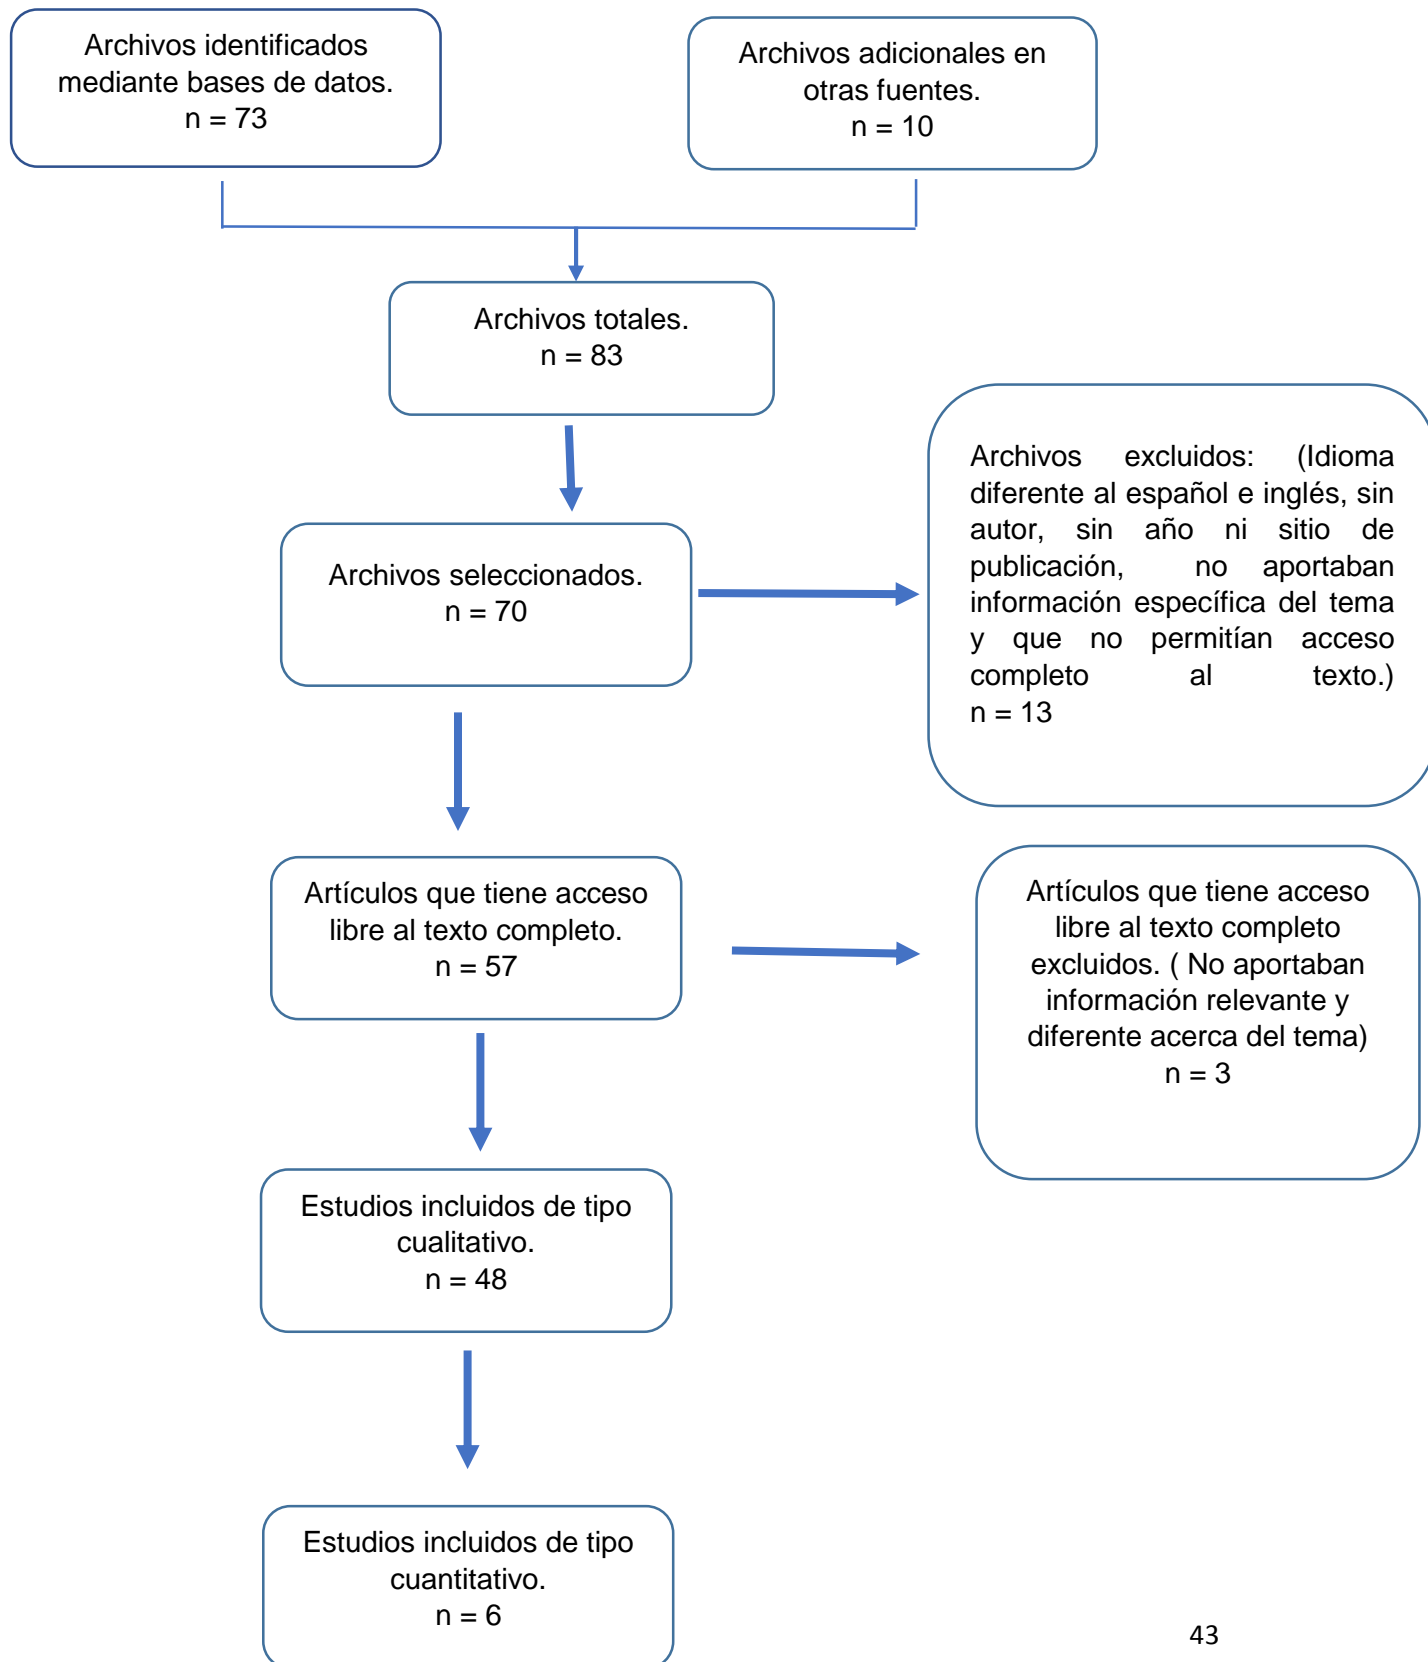 Archivos identificados
mediante bases de datos.
n = 73
Archivos adicionales en
otras fuentes.
n = 10
Archivos totales.
n = 83
Archivos seleccionados.
n = 70
Archivos excluidos: (Idioma
diferente al español e inglés, sin
autor, sin año ni sitio de
publicación, no aportaban
información específica del tema
y que no permitían acceso
completo al texto.)
n = 13
Artículos que tiene acceso
libre al texto completo.
n = 57
Artículos que tiene acceso
libre al texto completo
excluidos. ( No aportaban
información relevante y
diferente acerca del tema)
n = 3
Estudios incluidos de tipo
cualitativo.
n = 48
Estudios incluidos de tipo
cuantitativo.
n = 6
43